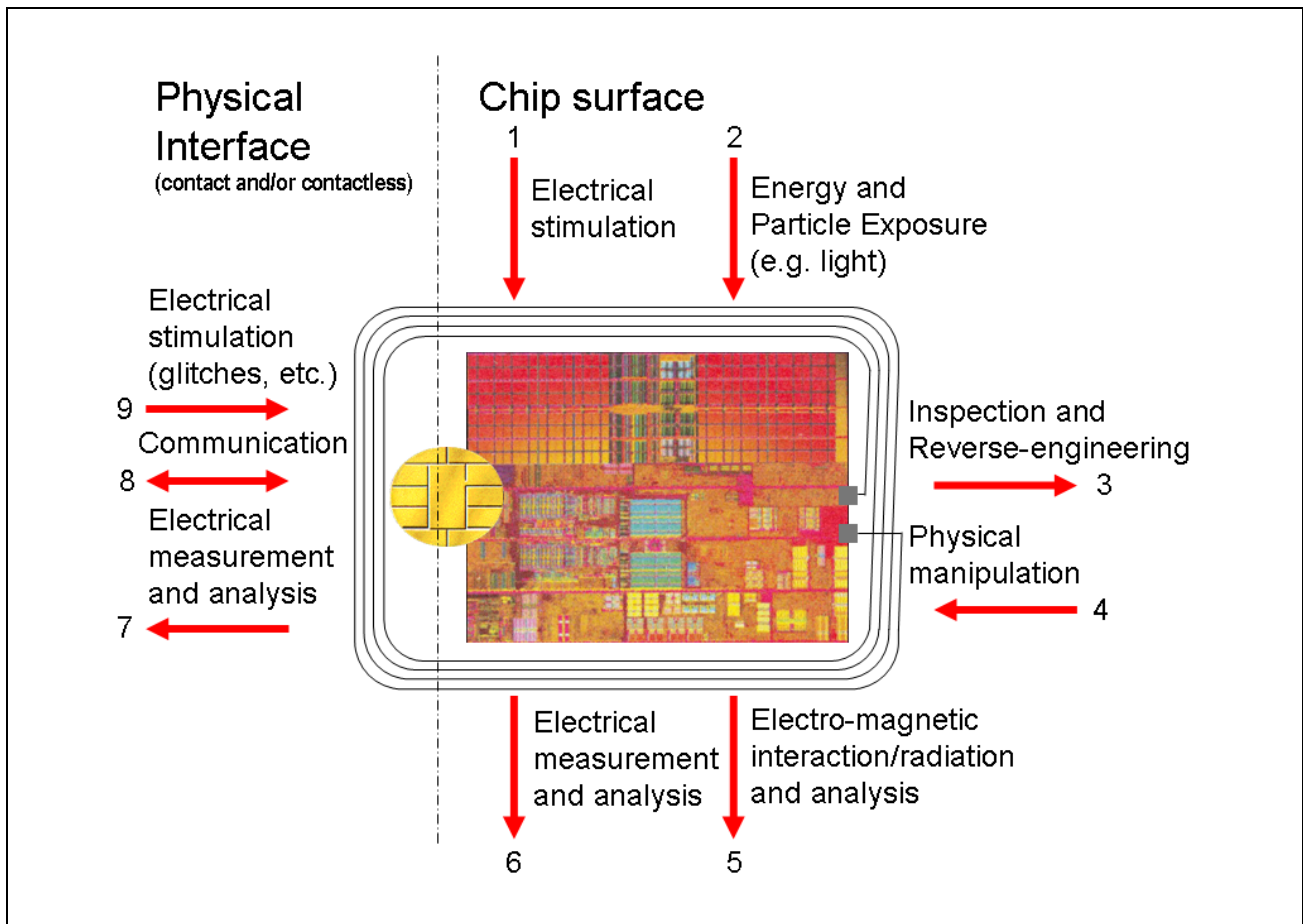 Physical
Interface
(contact and/or contactless)
Chip surface
1
2
Electrical
stimulation
Energy and
Particle Exposure
(e.g. light)
Electrical
stimulation
(glitches, etc.)
9
Communication
8
Electrical
measurement
and analysis
7
Inspection and
Reverse-engineering
3
Physical
manipulation
4
Electrical
measurement
and analysis
6
Electro-magnetic
interaction/radiation
and analysis
5